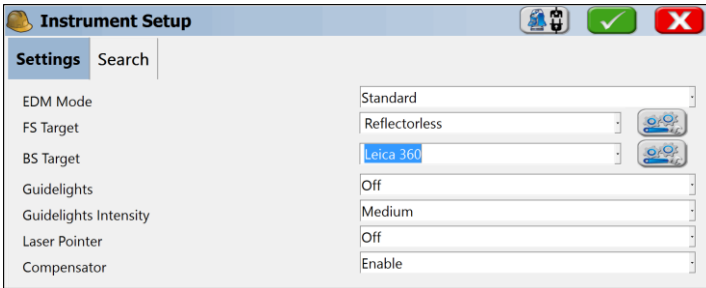 Instrument Setup
Settings Search
EDM Mode Standard
FS Target Reflectorless
BS Target Leica 360
Guidelights Off
Guidelights Intensity Medium
Laser Pointer Off
Compensator Enable